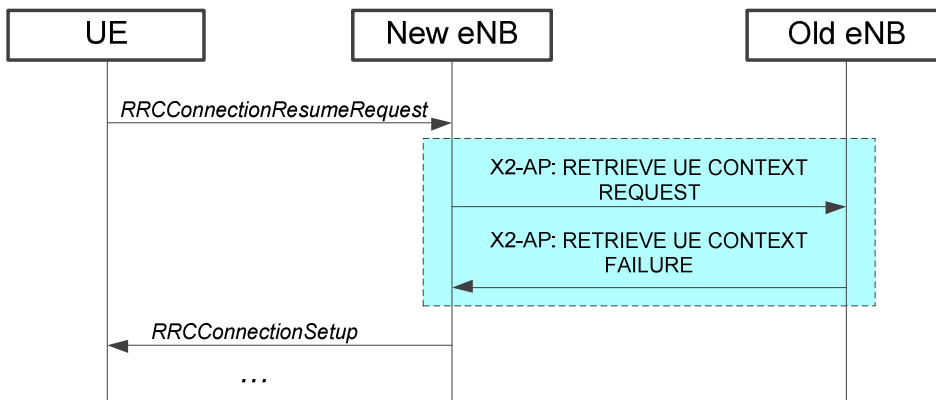 UE
New eNB
Old eNB
RRCConnectionResumeRequest
X2-AP: RETRIEVE UE CONTEXT
REQUEST
X2-AP: RETRIEVE UE CONTEXT
FAILURE
RRCConnectionSetup
...